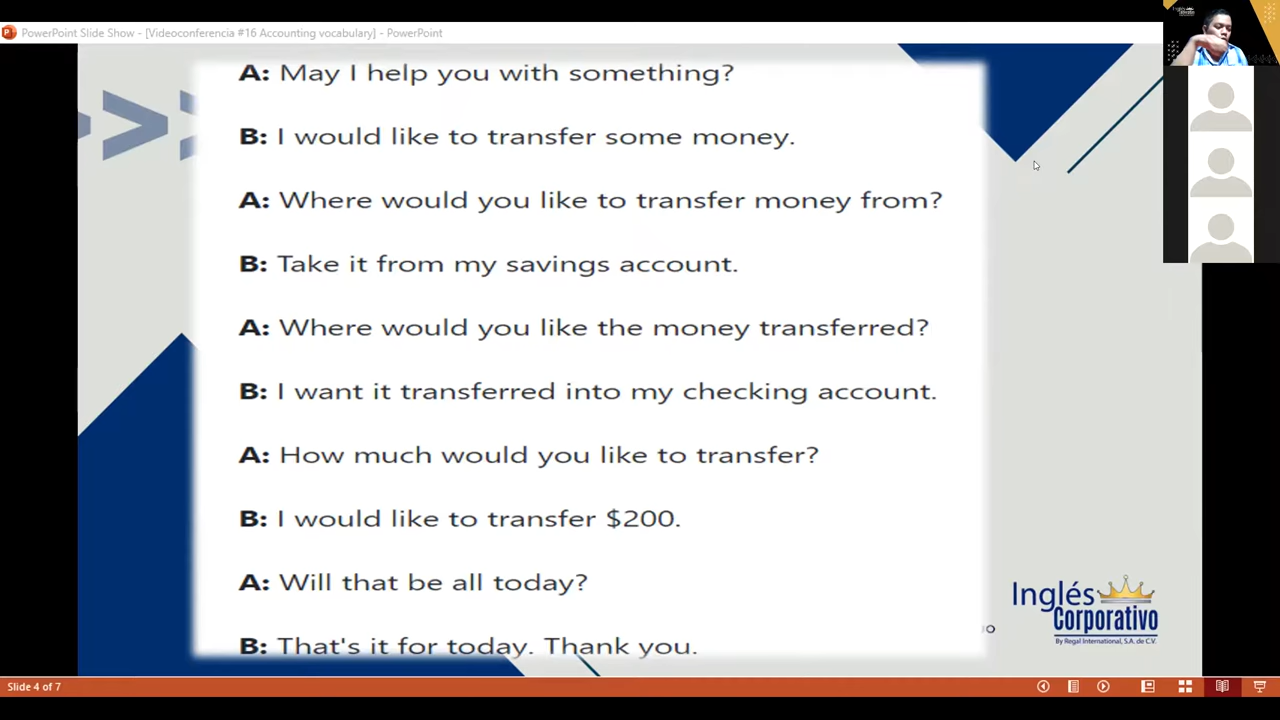 PowerPoint Slide Show - [Videoconferencia #16 Accounting vocabulary] - PowerPoint
A: May I help you with something?
B: I would like to transfer some money.
A: Where would you like to transfer money from?
B: Take it from my savings account.
A: Where would you like the money transferred?
B: I want it transferred into my checking account.
A: How much would you like to transfer?
B: I would like to transfer $200.
A: Will that be all today?
B: That's it for today. Thank you.
Inglés
Corporativo
By Regal International, S.A. de C.V.
Slide 4 of 7